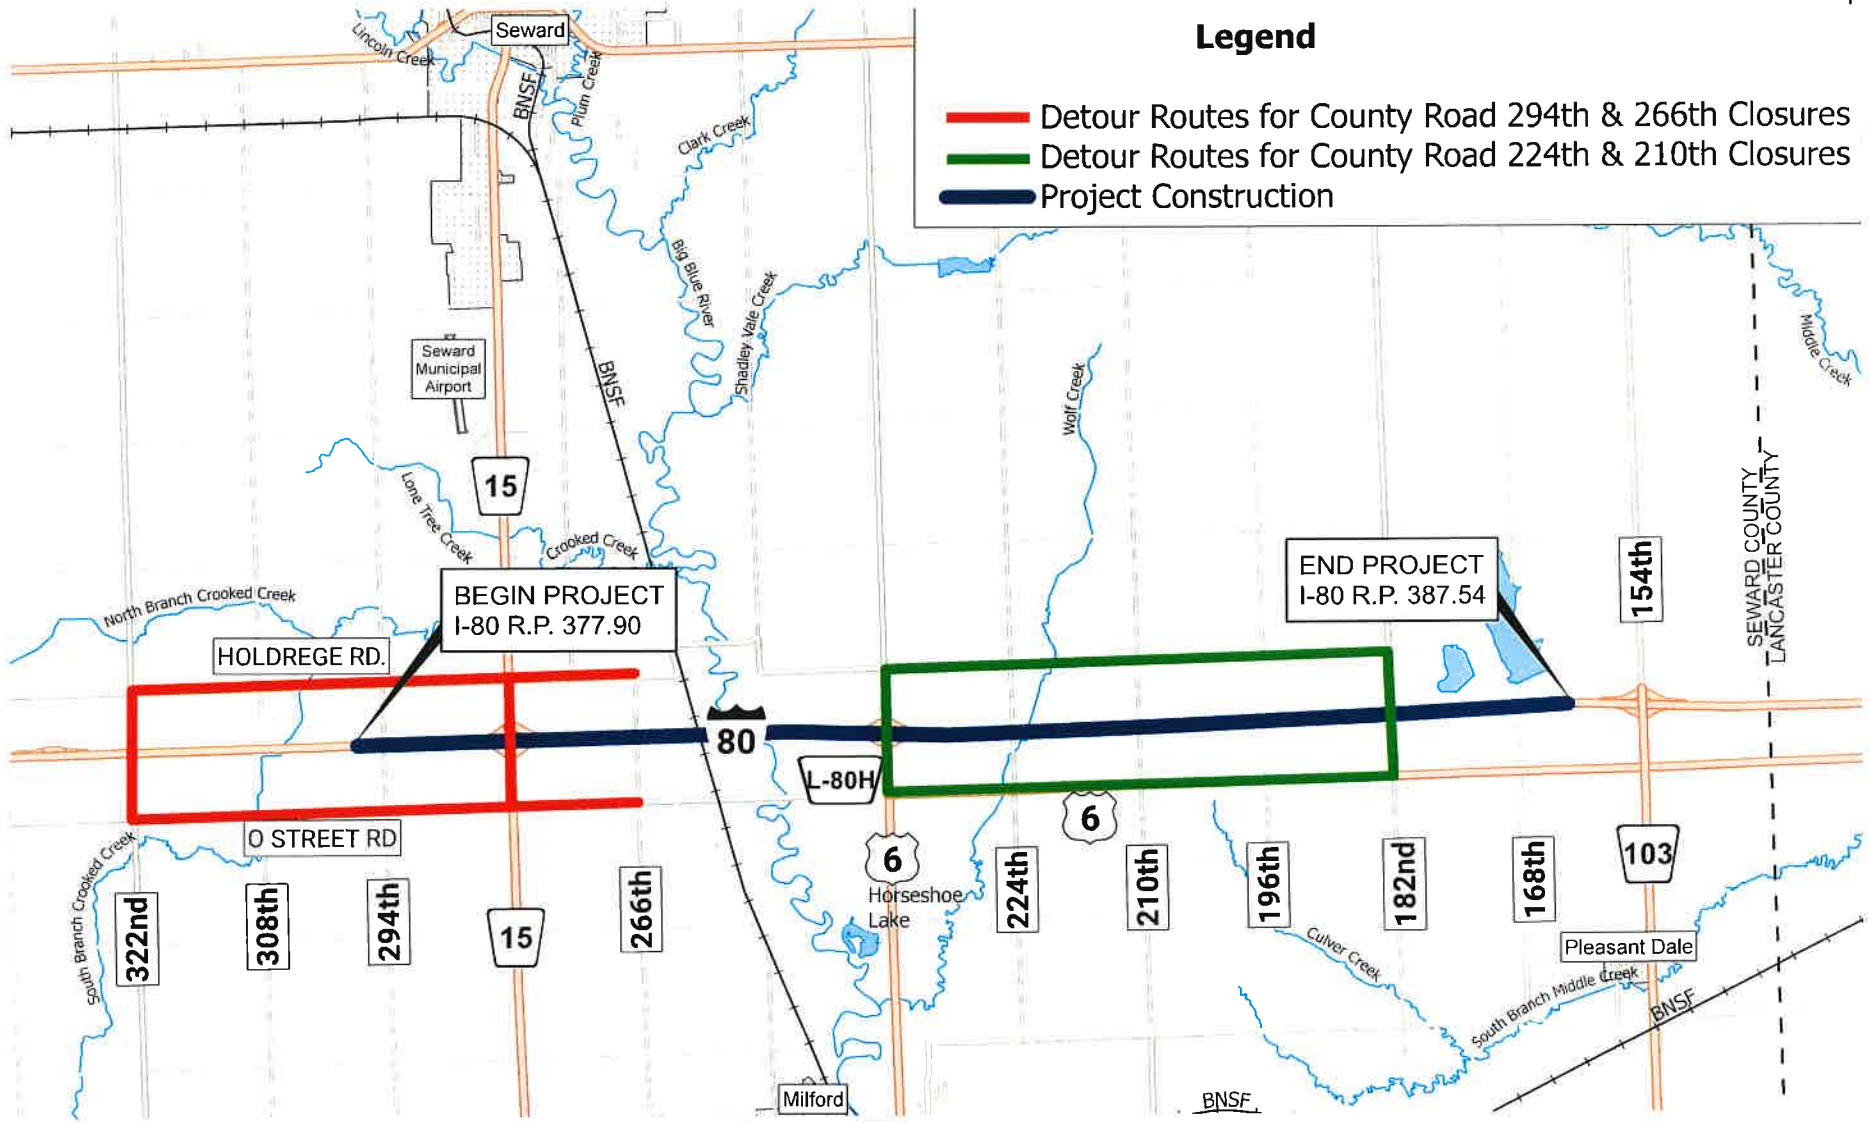 Legend
Detour Routes for County Road 294th & 266th Closures
Detour Routes for County Road 224th & 210th Closures
Project Construction
Seward
Lincoln Creek
BNSF
Plum Creek
Clark Creek
Big Blue River
Shadley Vale Creek
Middle Creek
Seward
Municipal
Airport
BNSF
Wolf Creek
15
Lone Tree Creek
Crooked Creek
SEWARD COUNTY
LANCASTER COUNTY
154th
END PROJECT
I-80 R.P. 387.54
BEGIN PROJECT
I-80 R.P. 377.90
North Branch Crooked Creek
HOLDREGE RD.
80
L-80H
6
O STREET RD
South Branch Crooked Creek
6
103
Horseshoe
Lake
322nd
308th
294th
15
266th
224th
210th
196th
182nd
168th
Culver Creek
Pleasant Dale
South Branch Middle Creek
BNSF
Milford
BNSF